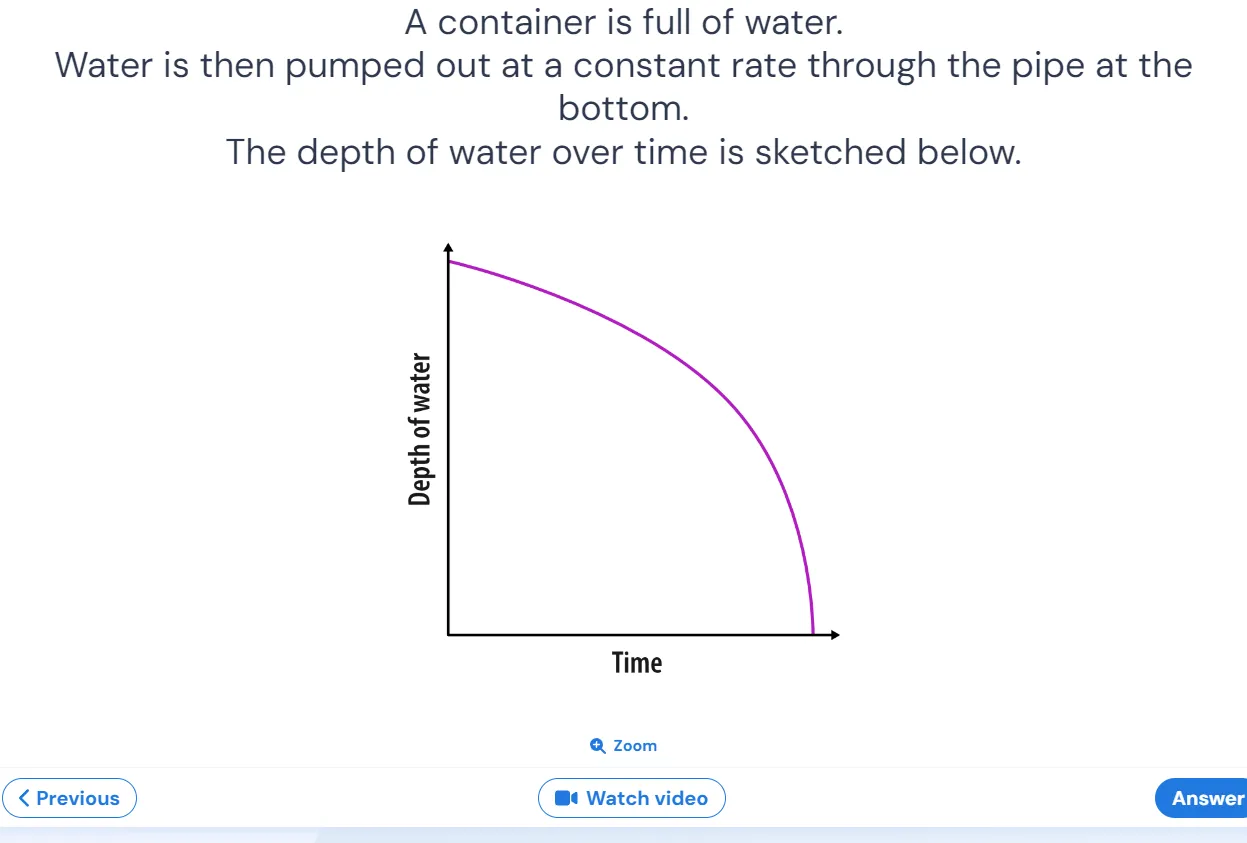 A container is full of water.
Water is then pumped out at a constant rate through the pipe at the
bottom.
The depth of water over time is sketched below.
Depth of water
Time
Zoom
Previous
Watch video
Answer